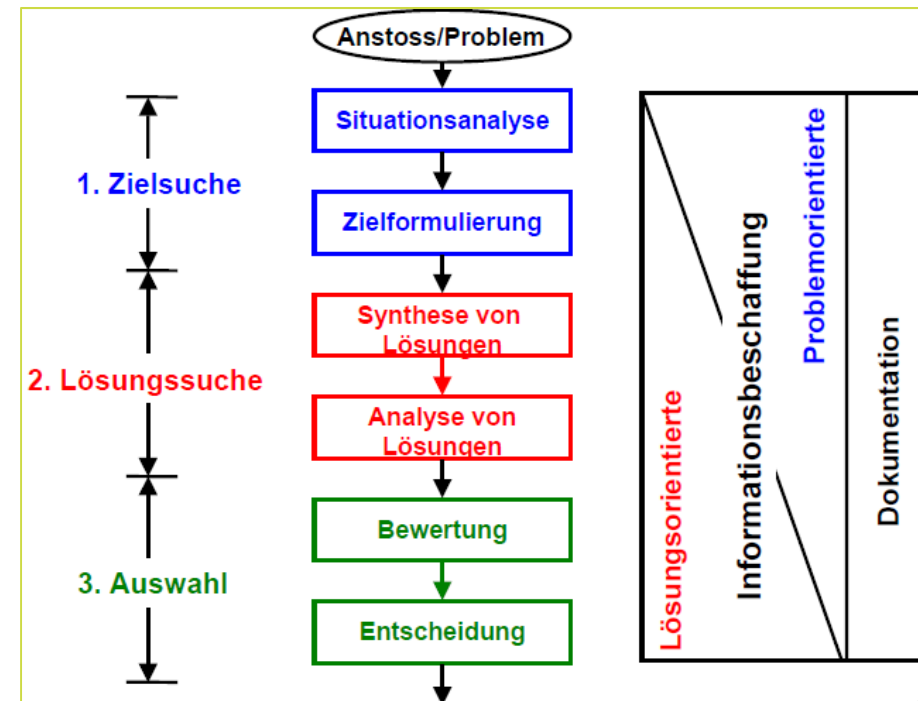 Anstoss/Problem
Situationsanalyse
1. Zielsuche
Zielformulierung
Synthese von
Lösungen
2. Lösungssuche
Analyse von
Lösungen
Bewertung
3. Auswahl
Entscheidung
Lösungsorientierte
Informationsbeschaffung
Problemorientierte
Dokumentation